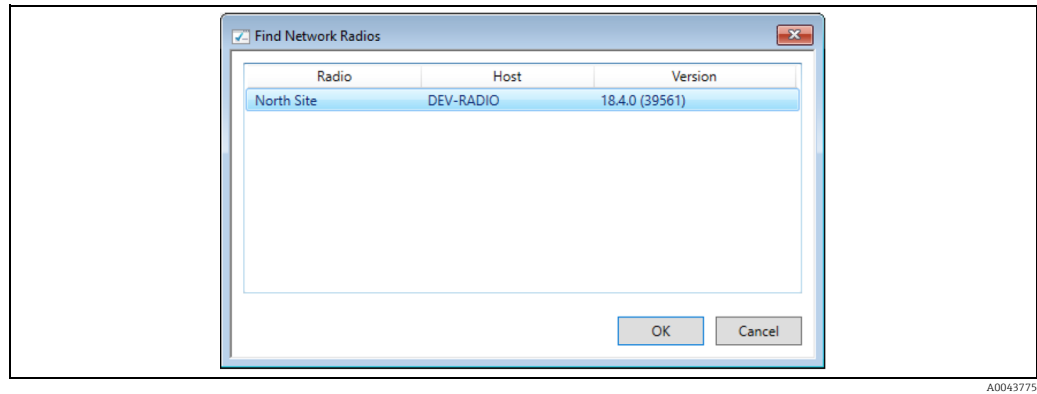 Find Network Radios
Radio Host Version
North Site DEV-RADIO 18.4.0 (39561)
OK Cancel
A0043775